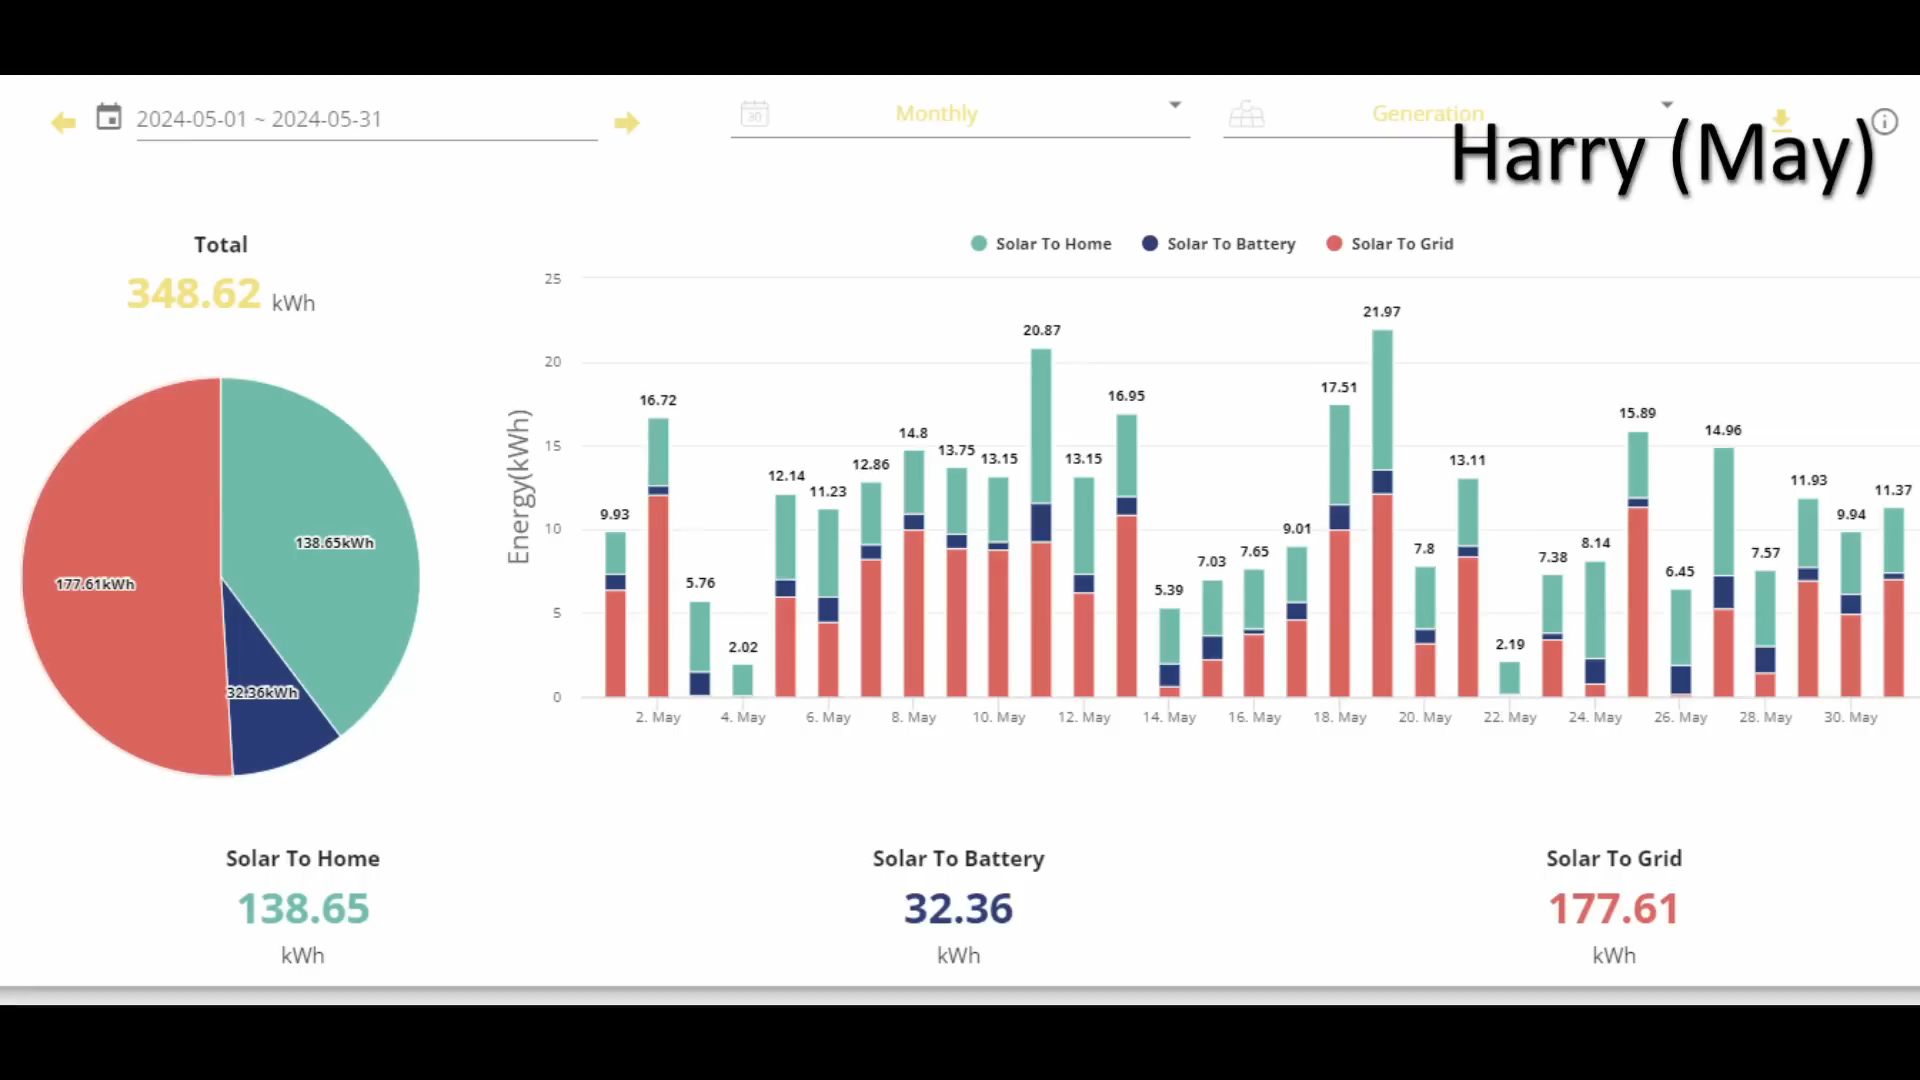 2024-05-01 ~ 2024-05-31
30
Monthly
Generation
Harry (May)
Total
348.62 kWh
138.65kWh
177.61kWh
32.36kWh
Solar To Home
Solar To Battery
Solar To Grid
Energy(kWh)
25
20
15
10
5
0
9.93
16.72
5.76
2.02
12.14
11.23
12.86
14.8
13.75
13.15
20.87
13.15
16.95
5.39
7.03
7.65
9.01
17.51
21.97
7.8
13.11
2.19
7.38
8.14
15.89
6.45
14.96
7.57
11.93
9.94
11.37
2. May
4. May
6. May
8. May
10. May
12. May
14. May
16. May
18. May
20. May
22. May
24. May
26. May
28. May
30. May
Solar To Home
138.65
kWh
Solar To Battery
32.36
kWh
Solar To Grid
177.61
kWh